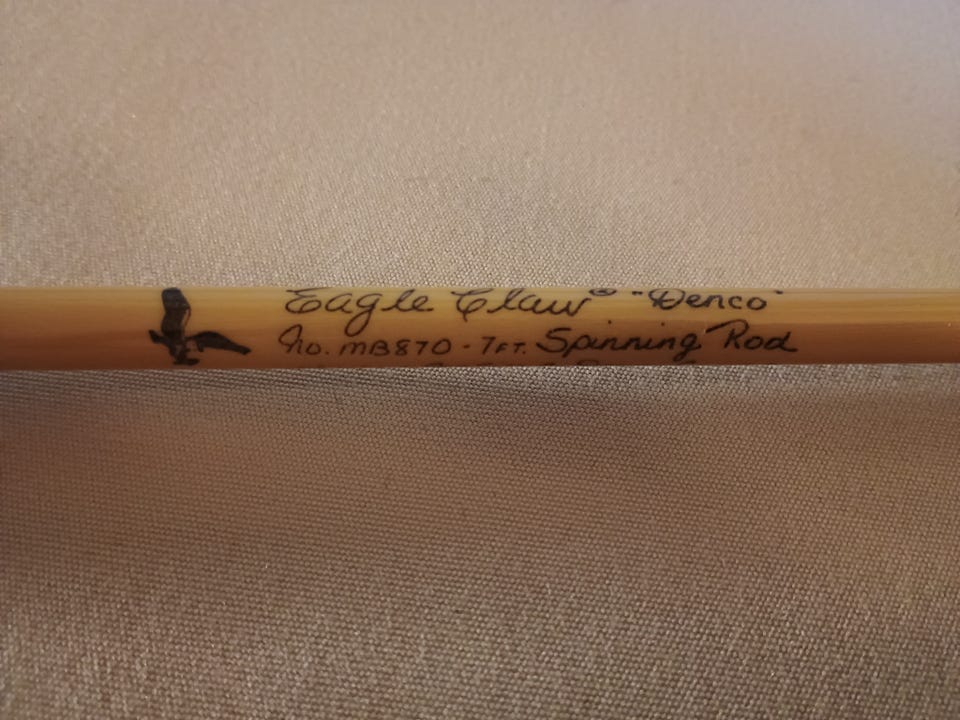 Eagle Claw® "Denco"
No. MB870 - 7FT. Spinning Rod